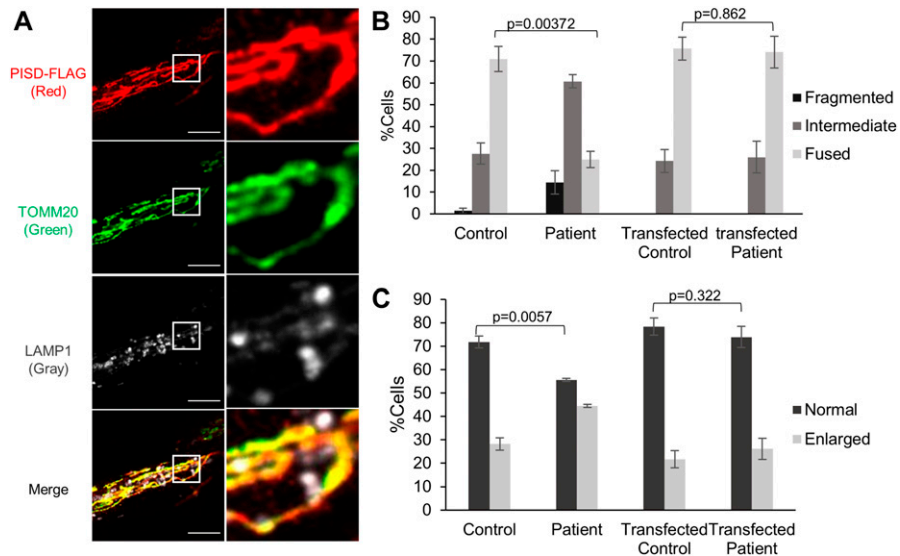 A
PISD-FLAG
(Red)
TOMM20
(Green)
LAMP1
(Gray)
Merge
B
p=0.00372
p=0.862
90
80
70
60
50
40
30
20
10
0
%Cells
Fragmented
Intermediate
Fused
Control
Patient
Transfected
Control
transfected
Patient
C
p=0.0057
p=0.322
90
80
70
60
50
40
30
20
10
0
%Cells
Normal
Enlarged
Control
Patient
Transfected
Control
Transfected
Patient